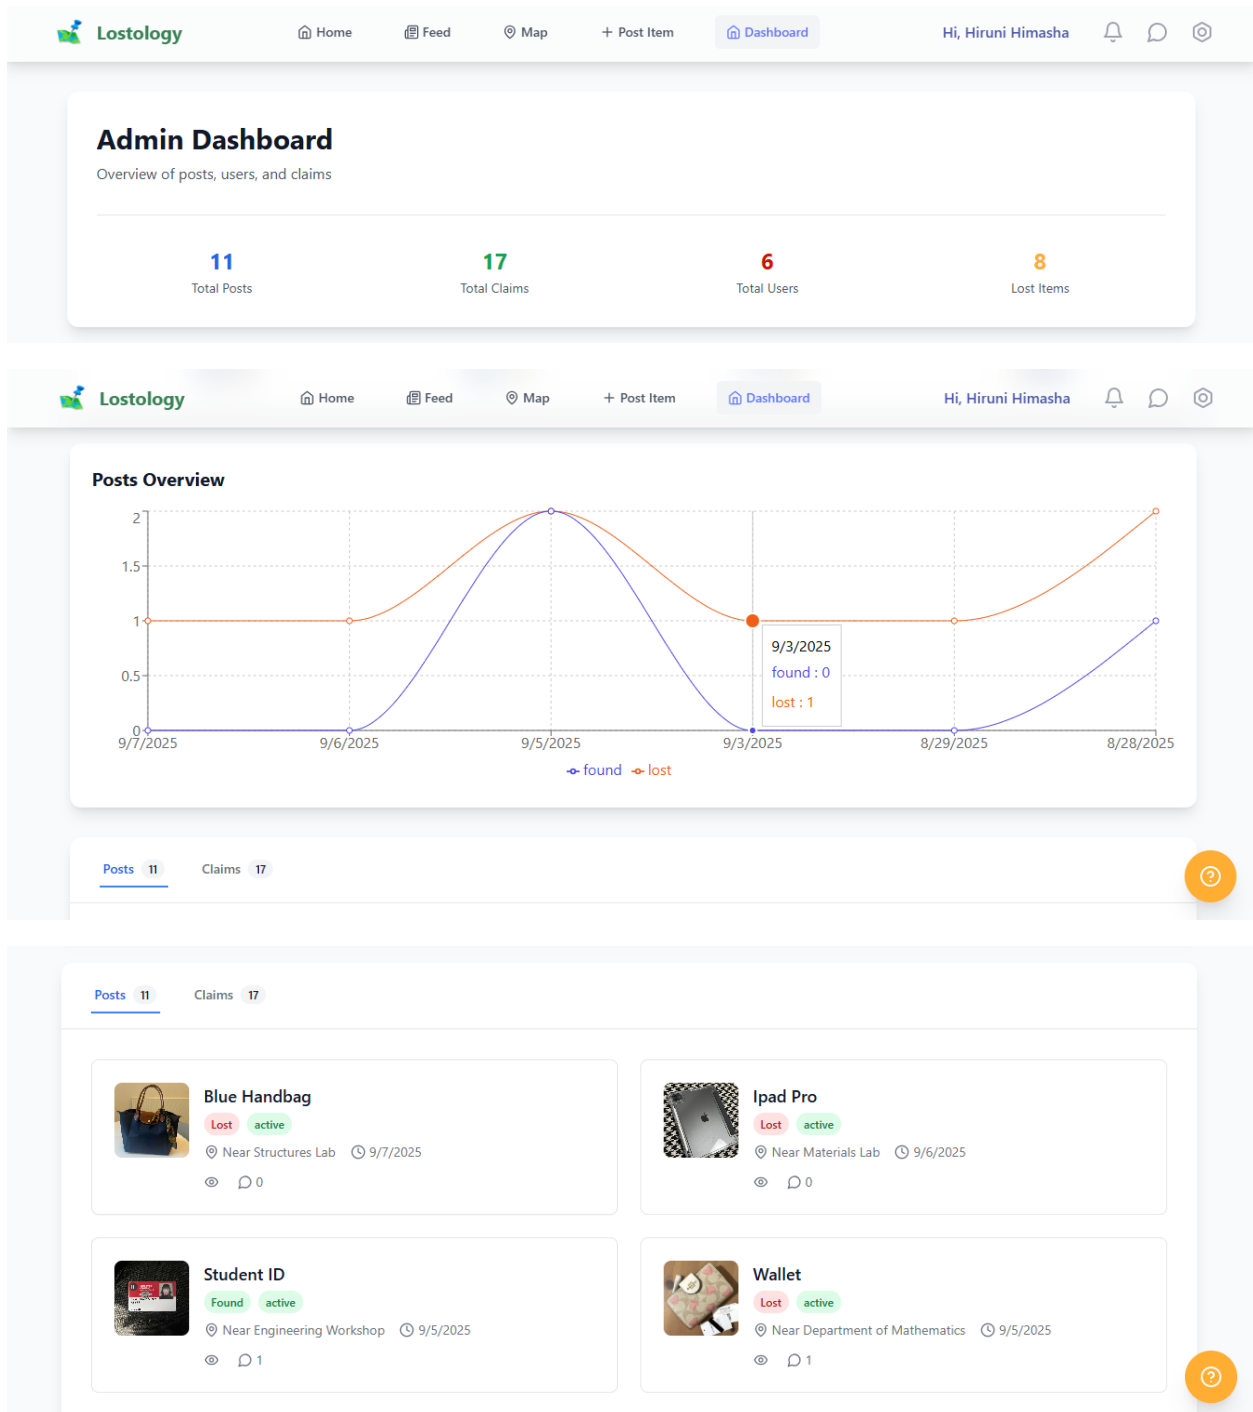 Lostology Home Feed Map + Post Item Dashboard Hi, Hiruni Himasha
Admin Dashboard
Overview of posts, users, and claims
11 17 6 8
Total Posts Total Claims Total Users Lost Items
Lostology Home Feed Map + Post Item Dashboard Hi, Hiruni Himasha
Posts Overview
2
1.5
1
9/3/2025
found : 0
0.5
lost : 1
0
9/7/2025 9/6/2025 9/5/2025 9/3/2025 8/29/2025 8/28/2025
found lost
Posts 11 Claims 17
Posts 11 Claims 17
Blue Handbag
Lost active
Near Structures Lab 9/7/2025
0
Ipad Pro
Lost active
Near Materials Lab 9/6/2025
0
Student ID
Found active
Near Engineering Workshop 9/5/2025
1
Wallet
Lost active
Near Department of Mathematics 9/5/2025
1